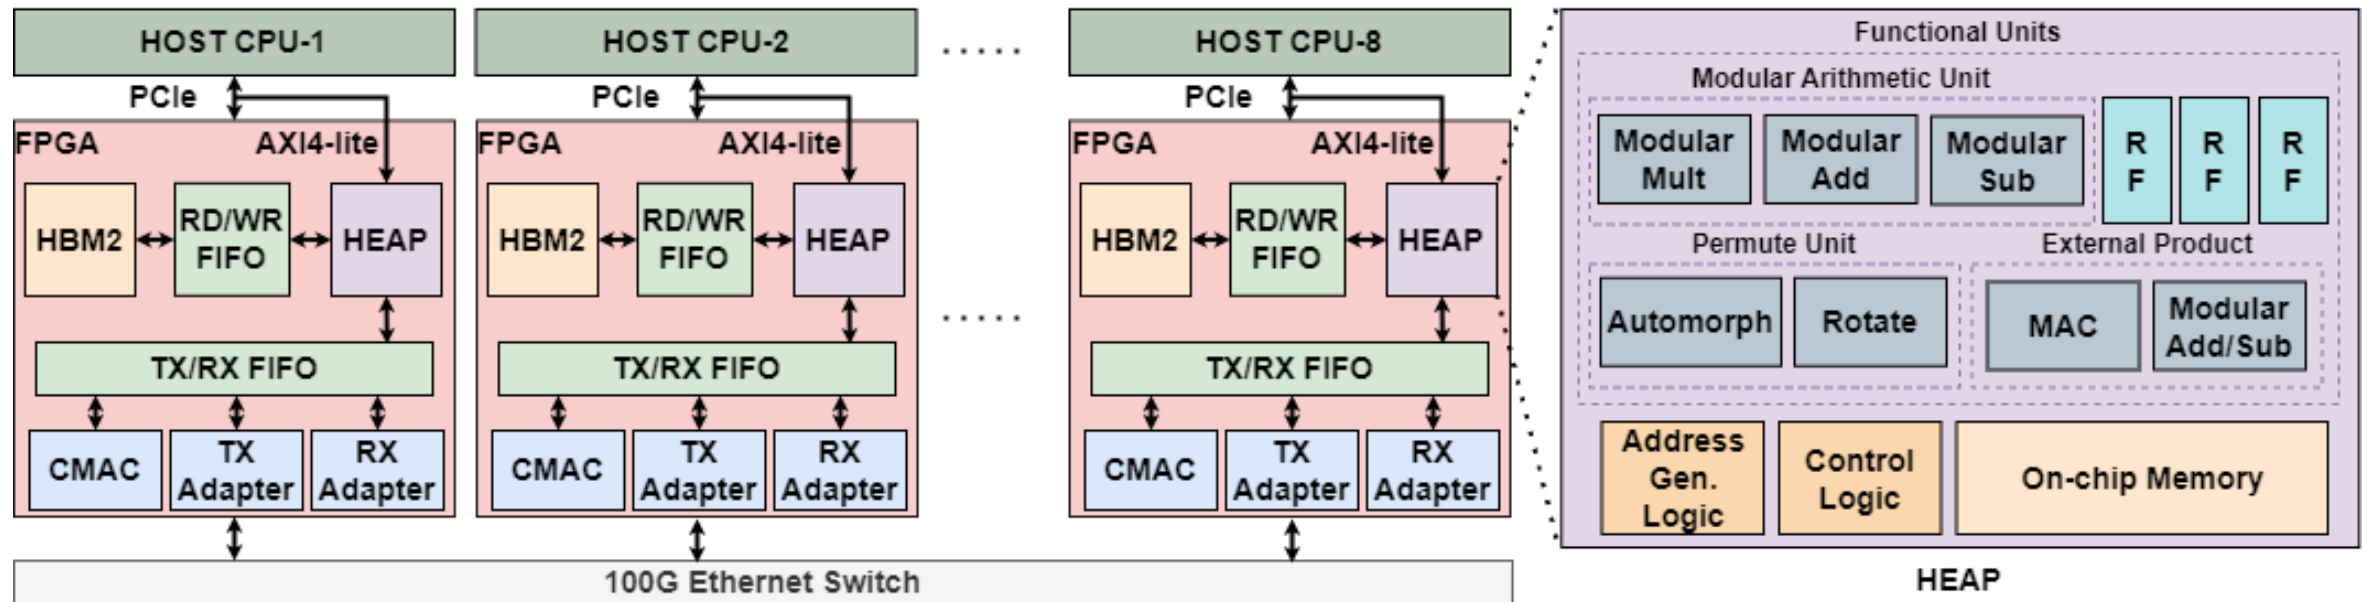 HOST CPU-1
PCIe
FPGA
AXI4-lite
HBM2
RD/WR
FIFO
HEAP
TX/RX FIFO
CMAC
TX
Adapter
RX
Adapter
HOST CPU-2
PCIe
FPGA
AXI4-lite
HBM2
RD/WR
FIFO
HEAP
TX/RX FIFO
CMAC
TX
Adapter
RX
Adapter
.....
.....
HOST CPU-8
PCIe
FPGA
AXI4-lite
HBM2
RD/WR
FIFO
HEAP
TX/RX FIFO
CMAC
TX
Adapter
RX
Adapter
100G Ethernet Switch
Functional Units
Modular Arithmetic Unit
Modular
Mult
Modular
Add
Modular
Sub
R
F
R
F
R
F
Permute Unit
Automorph
Rotate
External Product
MAC
Modular
Add/Sub
Address
Gen.
Logic
Control
Logic
On-chip Memory
HEAP